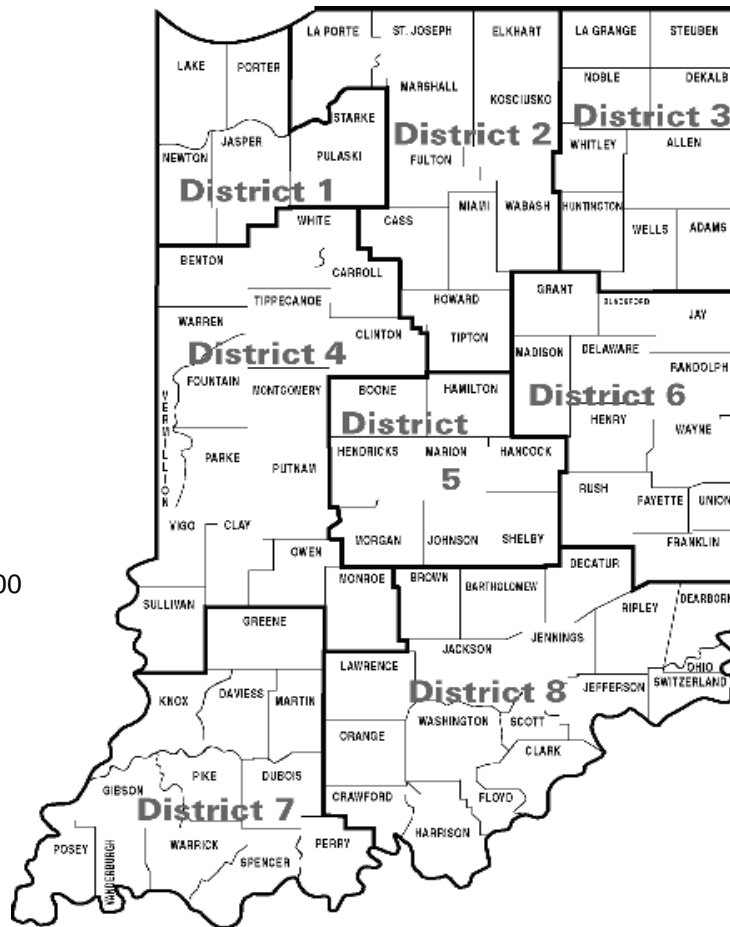 LA PORTE ST. JOSEPH ELKHART LA GRANGE STEUBEN
LAKE PORTER
MARSHALL NOBLE DEKALB
KOSCIUSKO
STARKE District 2 District 3
JASPER PULASKI FULTON WHITLEY ALLEN
NEWTON
District 1
WHITE CASS MIAMI WABASH HUNTINGTON
WELLS ADAMS
BENTON CARROLL
GRANT
TIPPECANOE HOWARD BLACKFORD
WARREN CLINTON TIPTON JAY
District 4 MADISON DELAWARE
RANDOLPH
FOUNTAIN MONTGOMERY BOONE HAMILTON District 6
VERMILLION
District HENRY WAYNE
PARKE PUTNAM HENDRICKS MARION HANCOCK
5
RUSH FAYETTE UNION
VIGO CLAY MORGAN JOHNSON SHELBY FRANKLIN
OWEN DECATUR
00
MONROE BROWN BARTHOLOMEW
SULLIVAN RIPLEY DEARBORN
GREENE JENNINGS
JACKSON
LAWRENCE OHIO
KNOX DAVIESS MARTIN District 8 JEFFERSON SWITZERLAND
WASHINGTON SCOTT
ORANGE CLARK
PIKE DUBOIS
GIBSON CRAWFORD FLOYD
District 7
HARRISON
POSEY VANDERBURGH WARRICK PERRY
SPENCER